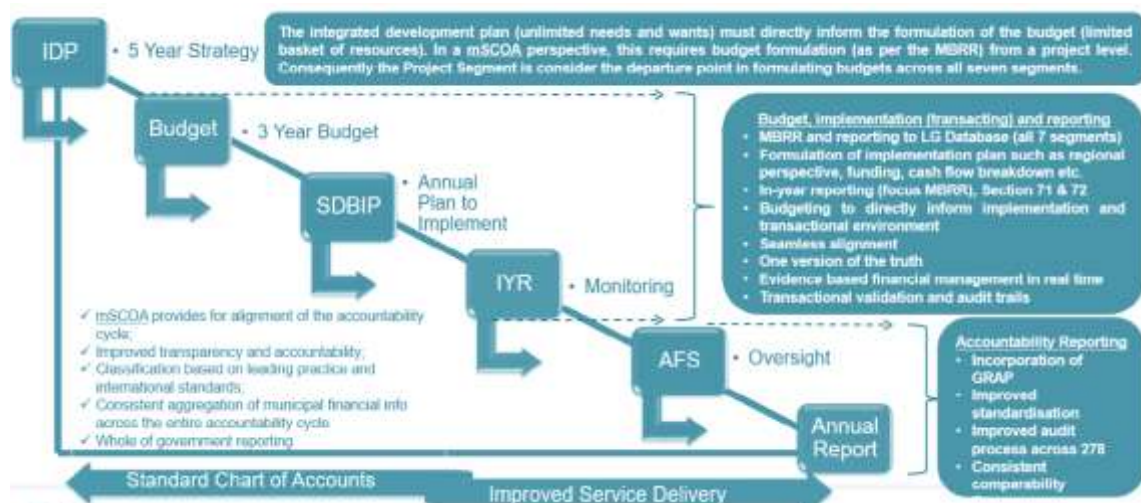 The integrated development plan (unlimited needs and wants) must directly inform the formulation of the budget (limited
basket of resources). In a mSCOA perspective, this requires budget formulation (as per the MBRR) from a project level.
Consequently the Project Segment is consider the departure point in formulating budgets across all seven segments.
IDP
• 5 Year Strategy
Budget
• 3 Year Budget
SDBIP
• Annual
Plan to
Implement
IYR
• Monitoring
AFS
• Oversight
Annual
Report
Budget, implementation (transacting) and reporting
• MBRR and reporting to LG Database (all 7 segments)
• Formulation of implementation plan such as regional
perspective, funding, cash flow breakdown etc.
• In-year reporting (focus MBRR), Section 71 & 72
• Budgeting to directly inform implementation and
transactional environment
• Seamless alignment
• One version of the truth
• Evidence based financial management in real time
• Transactional validation and audit trails
✓ mSCOA provides for alignment of the accountability
cycle;
✓ Improved transparency and accountability;
✓ Classification based on leading practice and
international standards;
✓ Consistent aggregation of municipal financial info
across the entire accountability cycle
✓ Whole of government reporting
Accountability Reporting
• Incorporation of
GRAP
• Improved
standardisation
• Improved audit
process across 278
• Consistent
comparability
Standard Chart of Accounts
Improved Service Delivery